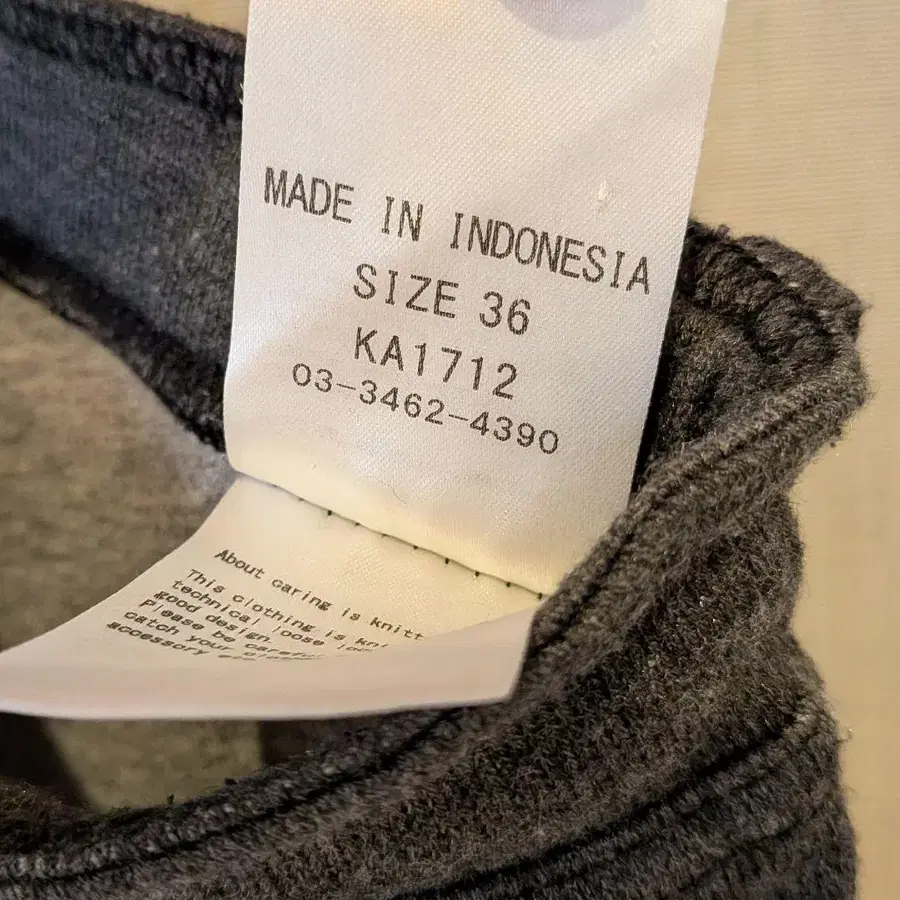 MADE IN INDONESIA
SIZE 36
KA1712
03-3462-4390
About caring is knitt
This clothing is kni
technical loose
good design
Please be careful
catch your
accessory